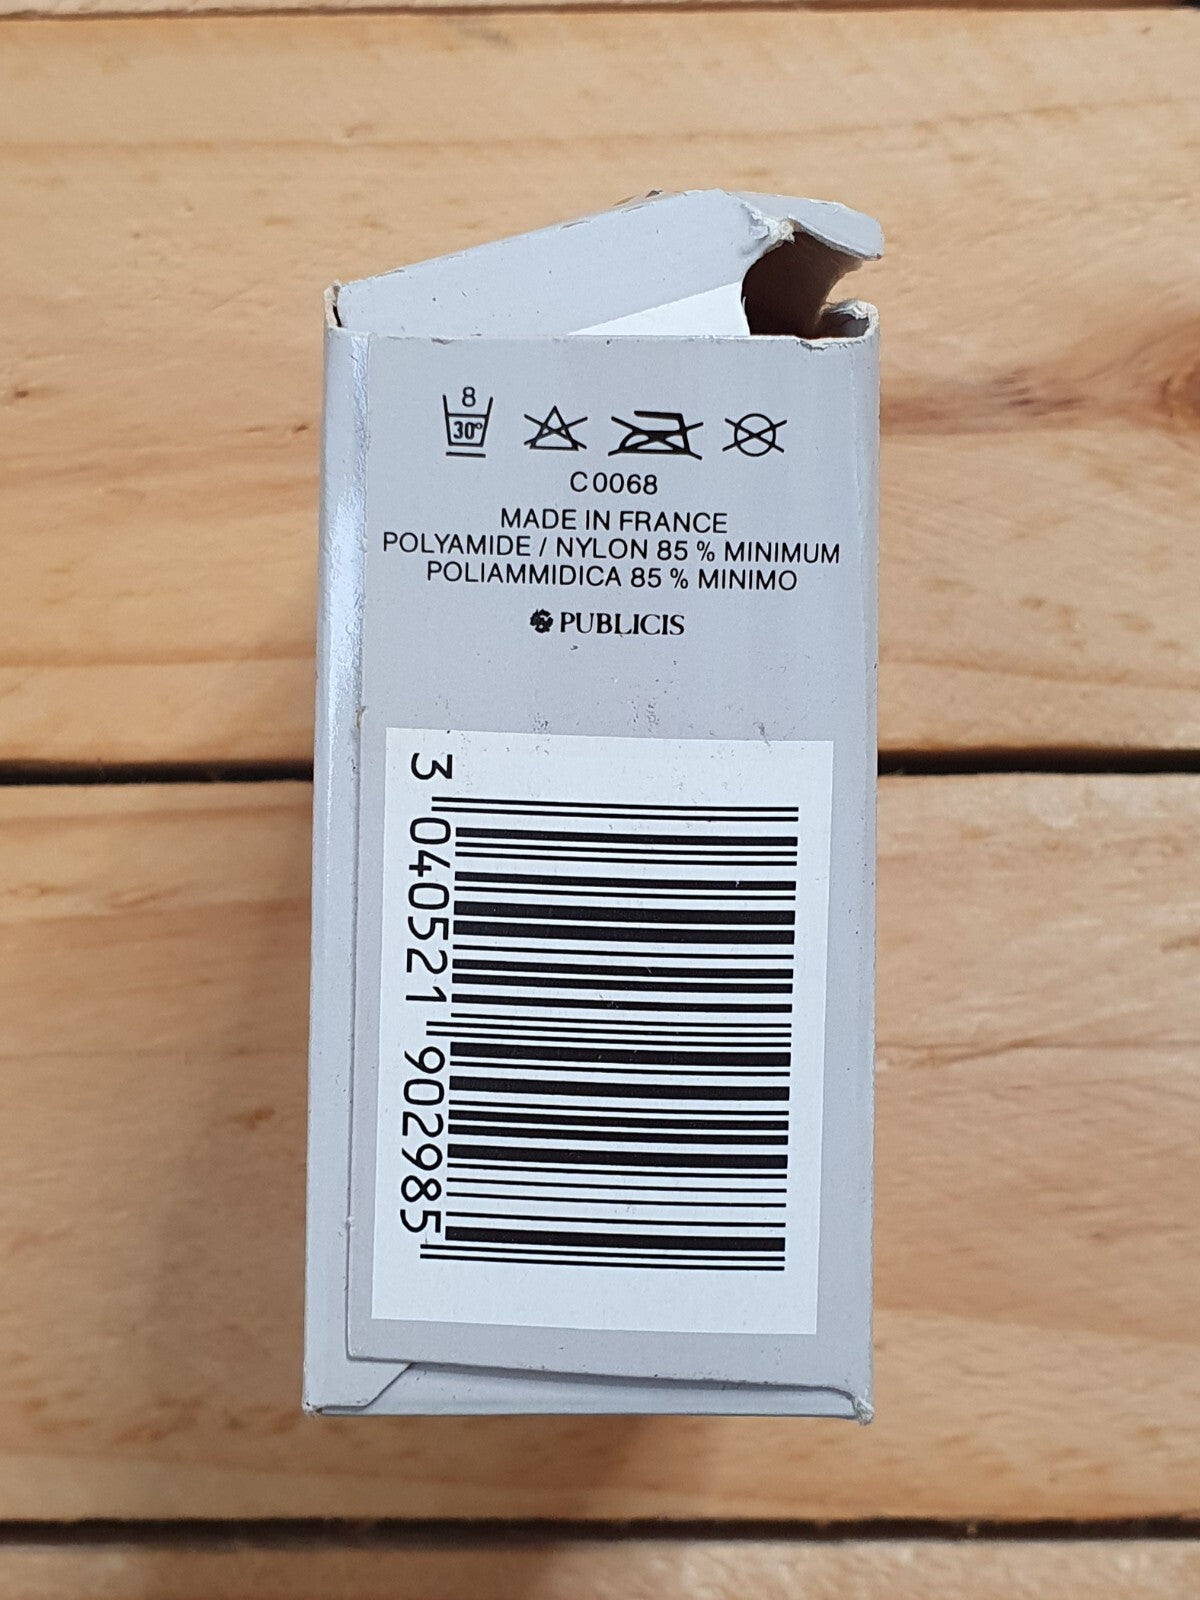 8
30°
C0068
MADE IN FRANCE
POLYAMIDE / NYLON 85 % MINIMUM
POLIAMMIDICA 85 % MINIMO
PUBLICIS
3 040521 902985